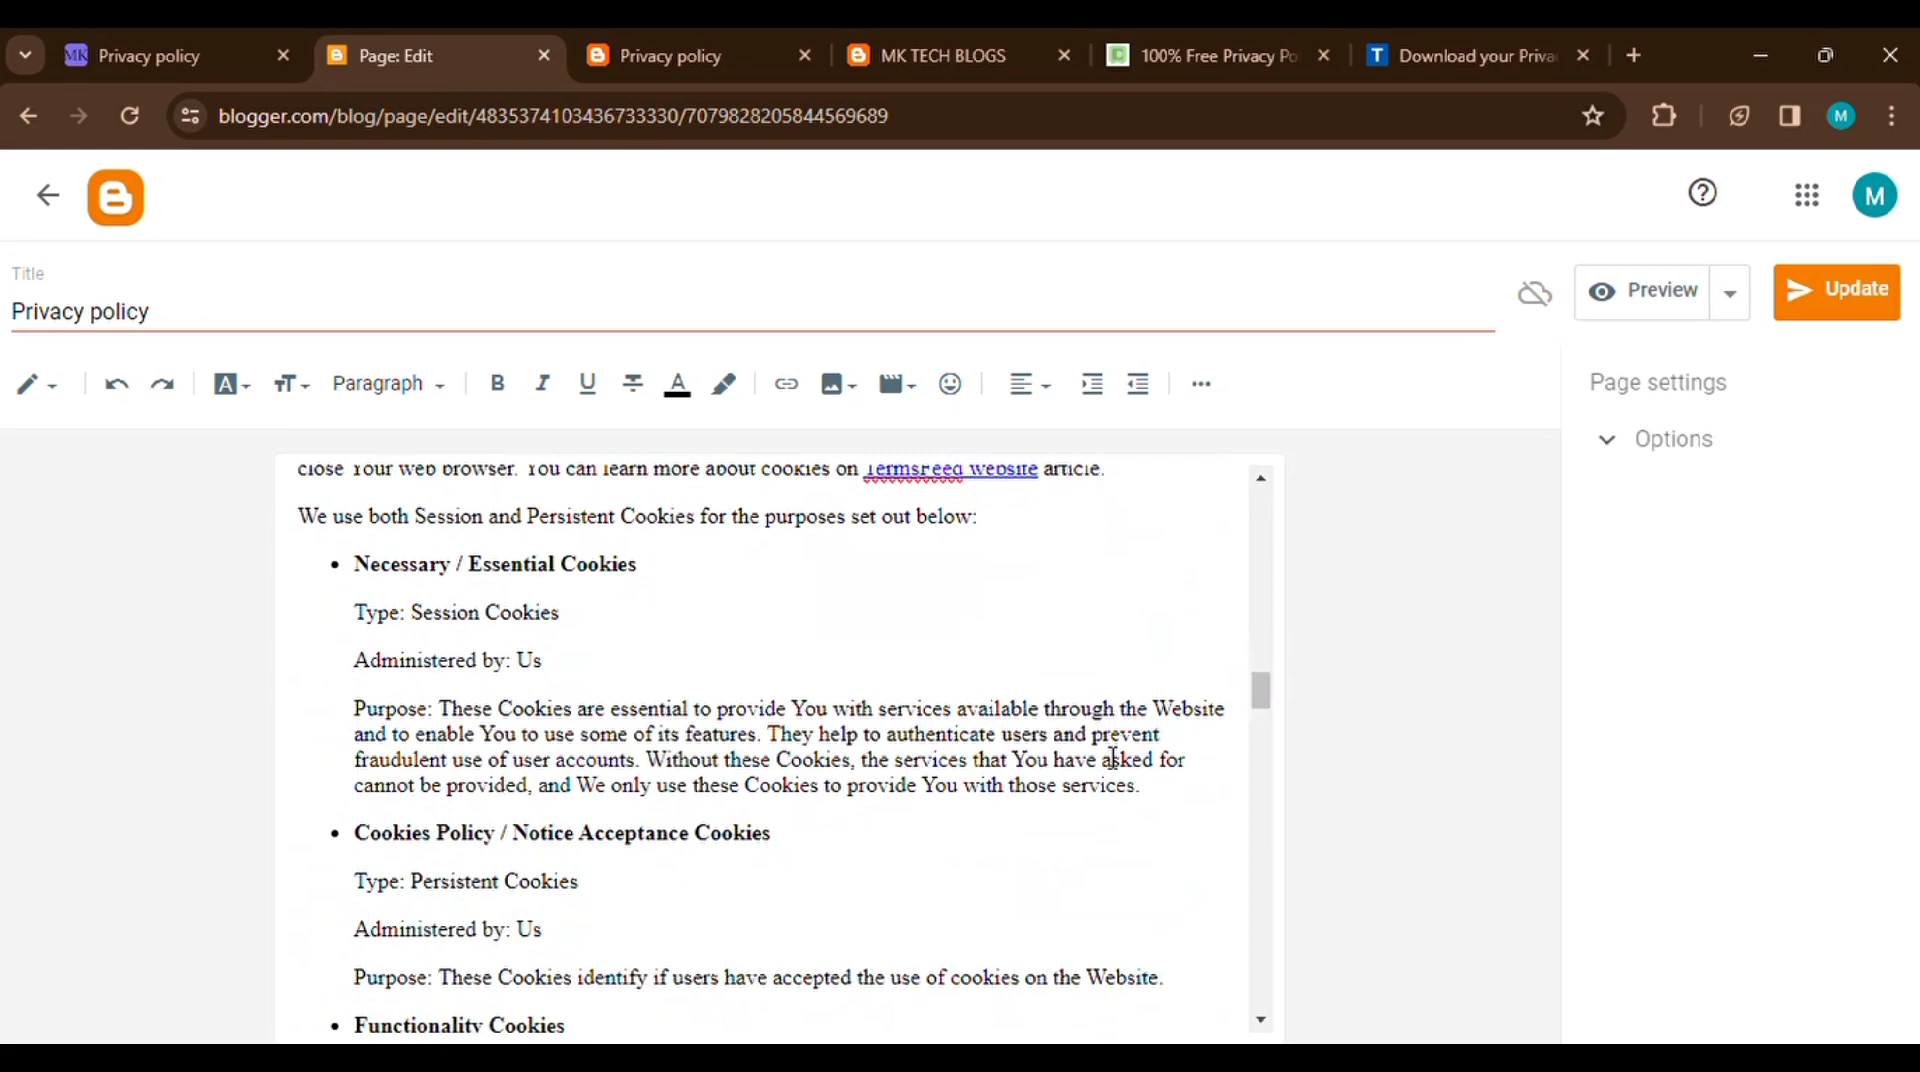 MK Privacy policy
Page: Edit
Privacy policy
MK TECH BLOGS
100% Free Privacy Po
Download your Priva
blogger.com/blog/page/edit/4835374103436733330/7079828205844569689
M
M
Title
Privacy policy
Preview
Update
Paragraph
Page settings
Options
close Your web browser. You can learn more about cookies on TermsFeed website article.
We use both Session and Persistent Cookies for the purposes set out below:
• Necessary / Essential Cookies
Type: Session Cookies
Administered by: Us
Purpose: These Cookies are essential to provide You with services available through the Website
and to enable You to use some of its features. They help to authenticate users and prevent
fraudulent use of user accounts. Without these Cookies, the services that You have asked for
cannot be provided, and We only use these Cookies to provide You with those services.
• Cookies Policy / Notice Acceptance Cookies
Type: Persistent Cookies
Administered by: Us
Purpose: These Cookies identify if users have accepted the use of cookies on the Website.
• Functionality Cookies